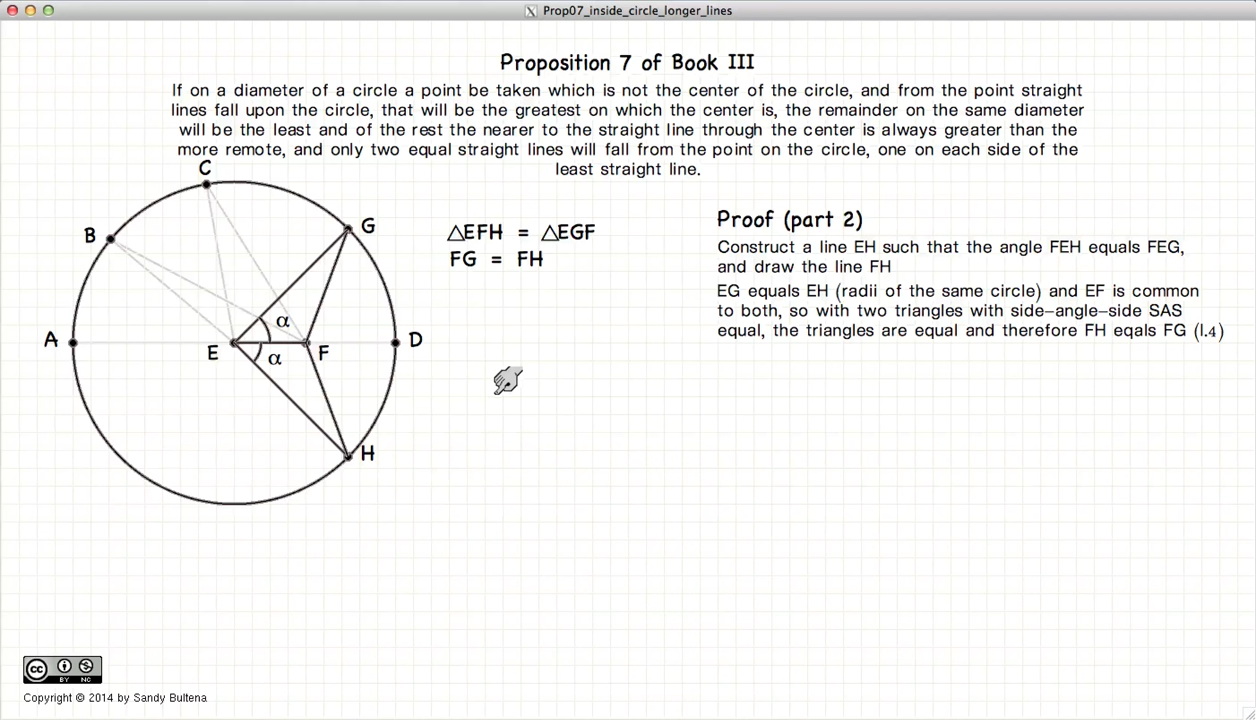 Prop07_inside_circle_longer_lines
Proposition 7 of Book III
If on a diameter of a circle a point be taken which is not the center of the circle, and from the point straight
lines fall upon the circle, that will be the greatest on which the center is, the remainder on the same diameter
will be the least and of the rest the nearer to the straight line through the center is always greater than the
more remote, and only two equal straight lines will fall from the point on the circle, one on each side of the
least straight line.
C
B
G
A
E
F
D
H
α
α
△EFH = △EGF
FG = FH
Proof (part 2)
Construct a line EH such that the angle FEH equals FEG,
and draw the line FH
EG equals EH (radii of the same circle) and EF is common
to both, so with two triangles with side-angle-side SAS
equal, the triangles are equal and therefore FH eqals FG (I.4)
cc
BY NC
Copyright © 2014 by Sandy Bultena